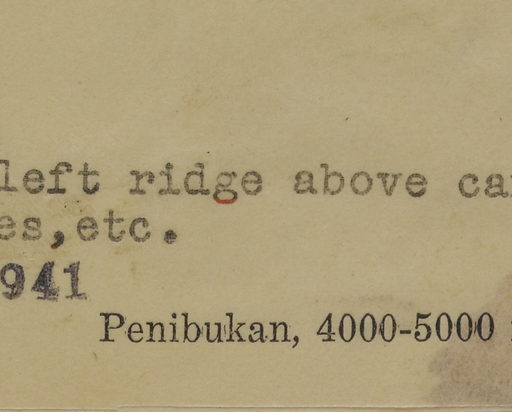 left ridge above ca
es, etc.
941
Penibukan, 4000-5000